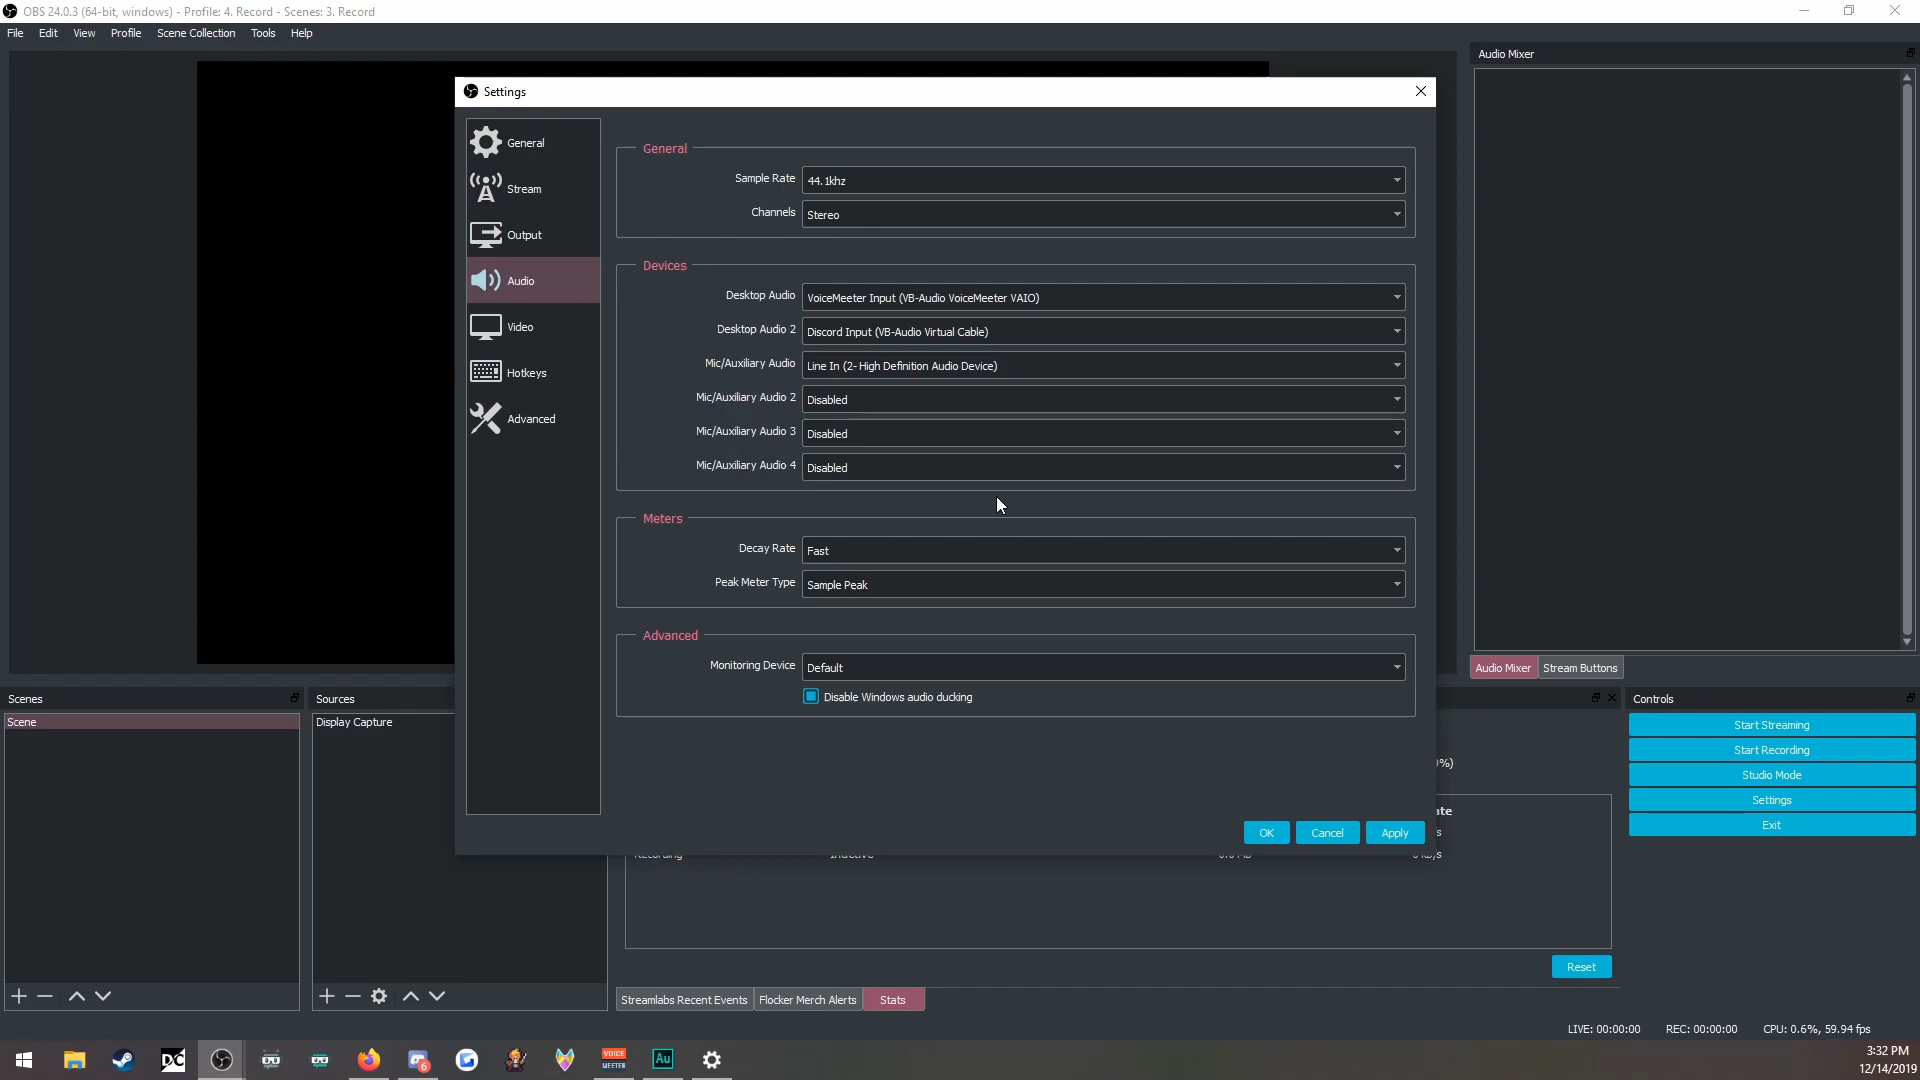 OBS 24.0.3 (64-bit, windows) - Profile: 4. Record - Scenes: 3. Record
File Edit View Profile Scene Collection Tools Help
Audio Mixer
Settings
General
Stream
Output
Audio
Video
Hotkeys
Advanced
General
Sample Rate 44.1khz
Channels Stereo
Devices
Desktop Audio VoiceMeeter Input (VB-Audio VoiceMeeter VAIO)
Desktop Audio 2 Discord Input (VB-Audio Virtual Cable)
Mic/Auxiliary Audio Line In (2- High Definition Audio Device)
Mic/Auxiliary Audio 2 Disabled
Mic/Auxiliary Audio 3 Disabled
Mic/Auxiliary Audio 4 Disabled
Meters
Decay Rate Fast
Peak Meter Type Sample Peak
Advanced
Monitoring Device Default
Disable Windows audio ducking
OK Cancel Apply
Audio Mixer Stream Buttons
Scenes
Scene
Sources
Display Capture
Controls
Start Streaming
Start Recording
Studio Mode
Settings
Exit
Reset
Streamlabs Recent Events Flocker Merch Alerts Stats
LIVE: 00:00:00 REC: 00:00:00 CPU: 0.6%, 59.94 fps
DC
6
VOICE
MEETER
Au
3:32 PM
12/14/2019